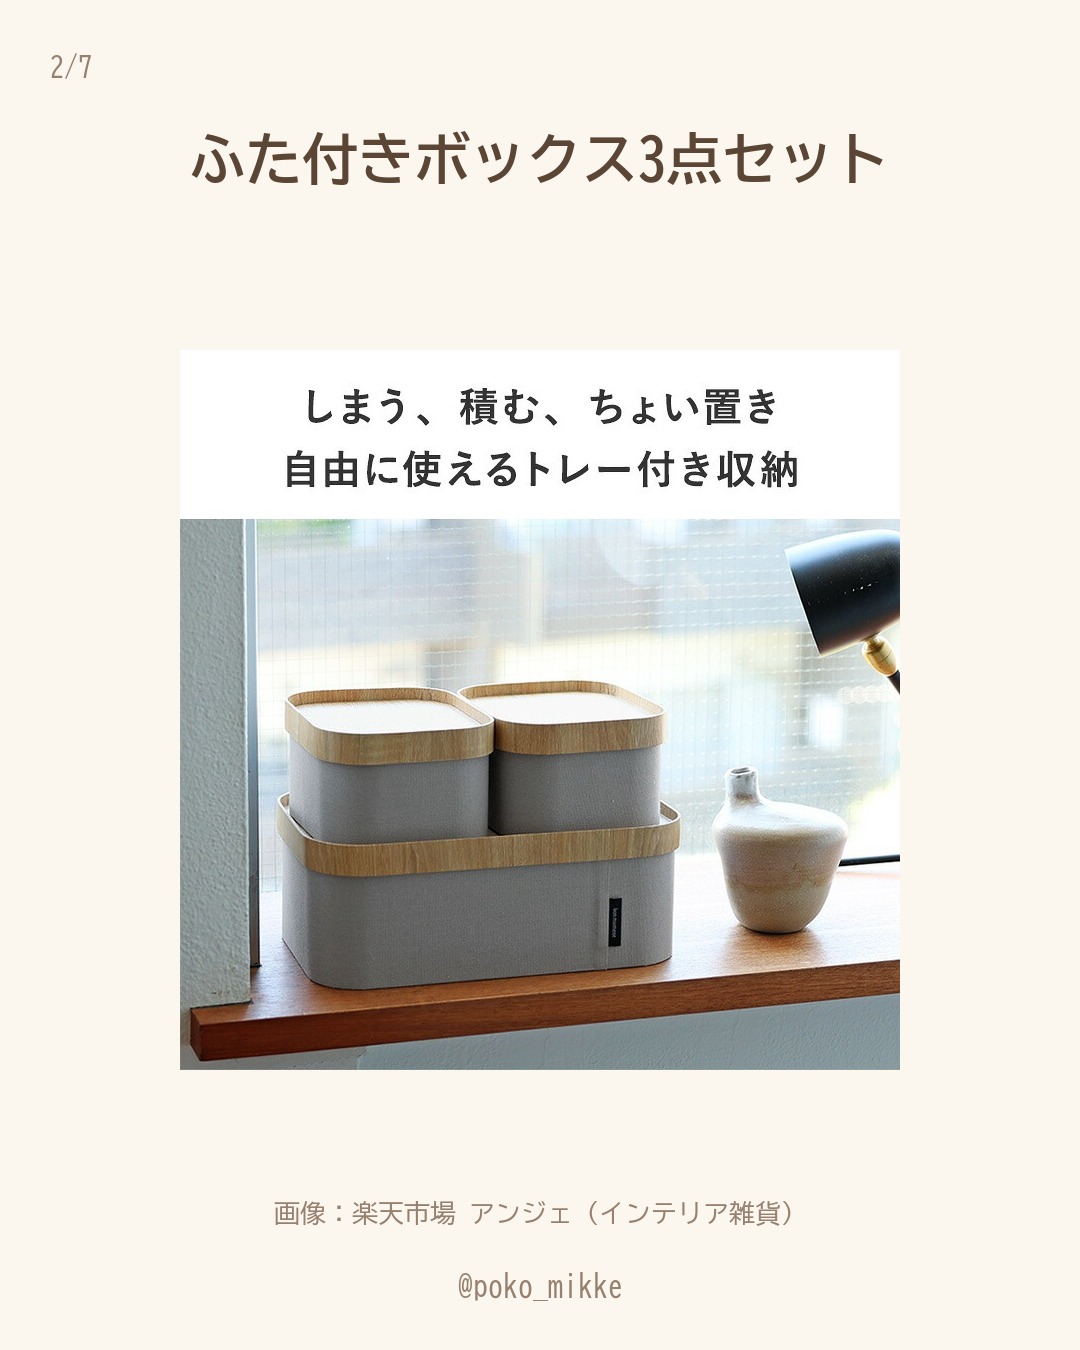 2/7
ふた付きボックス3点セット
しまう、積む、ちょい置き
自由に使えるトレー付き収納
画像：楽天市場 アンジェ（インテリア雑貨）
@poko_mikke